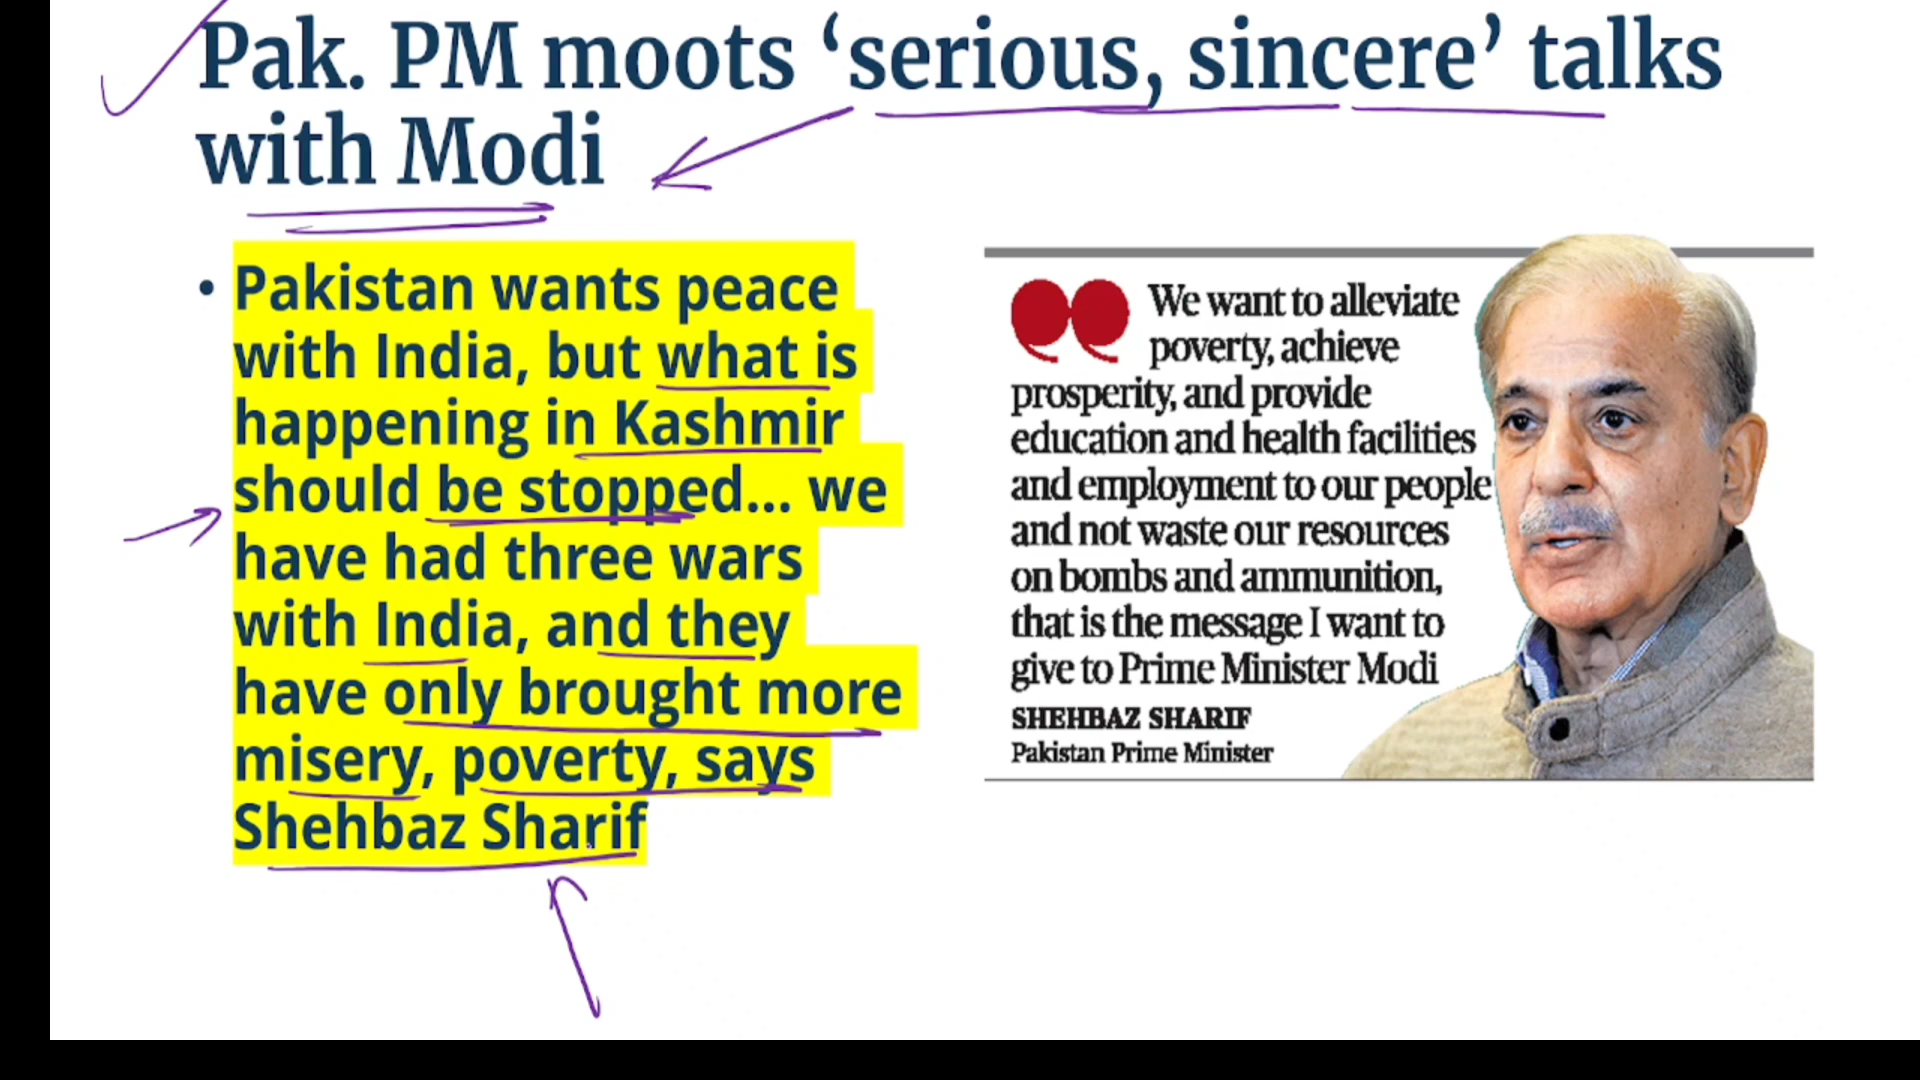 Pak. PM moots ‘serious, sincere’ talks
with Modi
• Pakistan wants peace
with India, but what is
happening in Kashmir
should be stopped... we
have had three wars
with India, and they
have only brought more
misery, poverty, says
Shehbaz Sharif
We want to alleviate
poverty, achieve
prosperity, and provide
education and health facilities
and employment to our people
and not waste our resources
on bombs and ammunition,
that is the message I want to
give to Prime Minister Modi
SHEHBAZ SHARIF
Pakistan Prime Minister